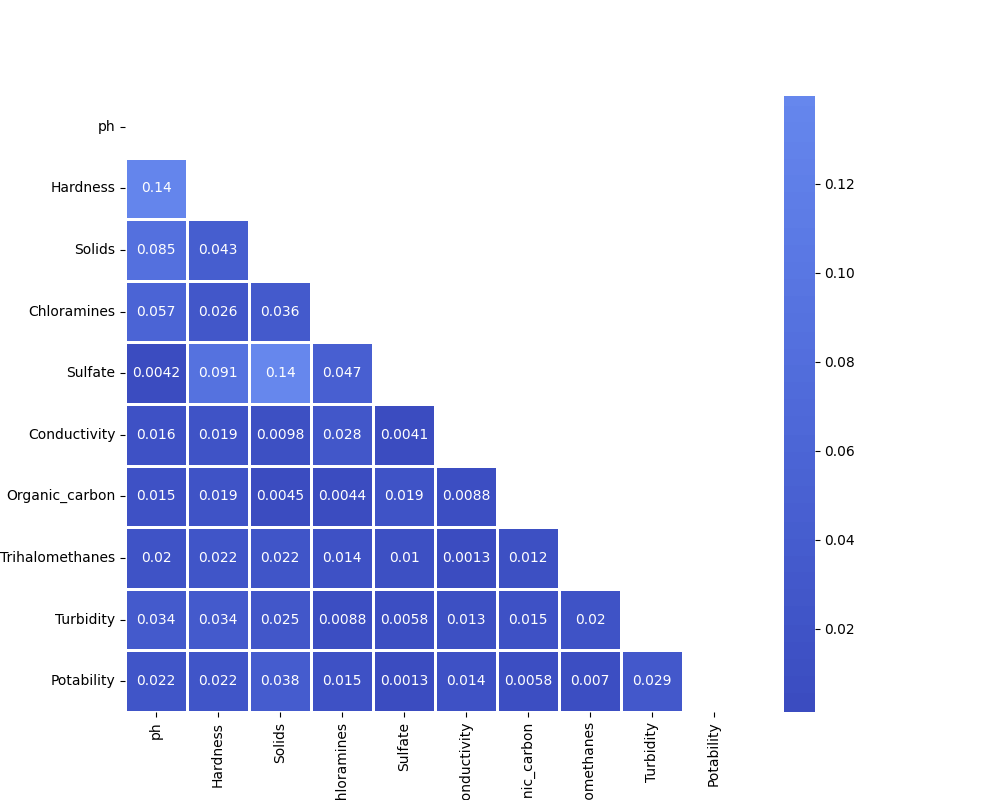 ph
Hardness 0.14
Solids 0.085 0.043
Chloramines 0.057 0.026 0.036
Sulfate 0.0042 0.091 0.14 0.047
Conductivity 0.016 0.019 0.0098 0.028 0.0041
Organic_carbon 0.015 0.019 0.0045 0.0044 0.019 0.0088
Trihalomethanes 0.02 0.022 0.022 0.014 0.01 0.0013 0.012
Turbidity 0.034 0.034 0.025 0.0088 0.0058 0.013 0.015 0.02
Potability 0.022 0.022 0.038 0.015 0.0013 0.014 0.0058 0.007 0.029
ph
Hardness
Solids
hloramines
Sulfate
onductivity
nic_carbon
omethanes
Turbidity
Potability
0.12
0.10
0.08
0.06
0.04
0.02